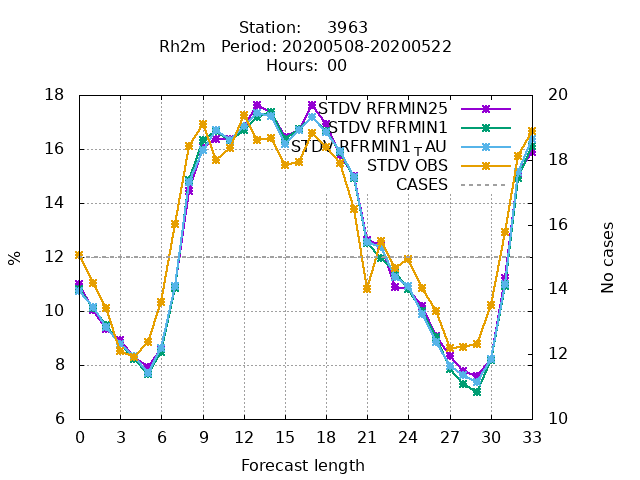 Station: 3963
Rh2m Period: 20200508-20200522
Hours: 00
18
16
14
12
10
8
6
%
20
18
16
14
12
10
No cases
STDV RFRMIN25
STDV RFRMIN1
STDV RFRMIN1┬AU
STDV OBS
CASES
0 3 6 9 12 15 18 21 24 27 30 33
Forecast length